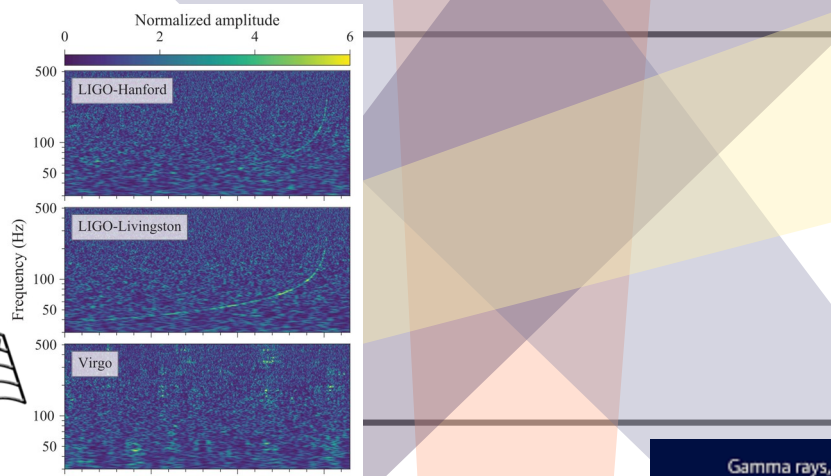 Normalized amplitude
0 2 4 6
500
LIGO-Hanford
100
50
500
LIGO-Livingston
100
50
Frequency (Hz)
500
Virgo
100
50
Gamma rays,